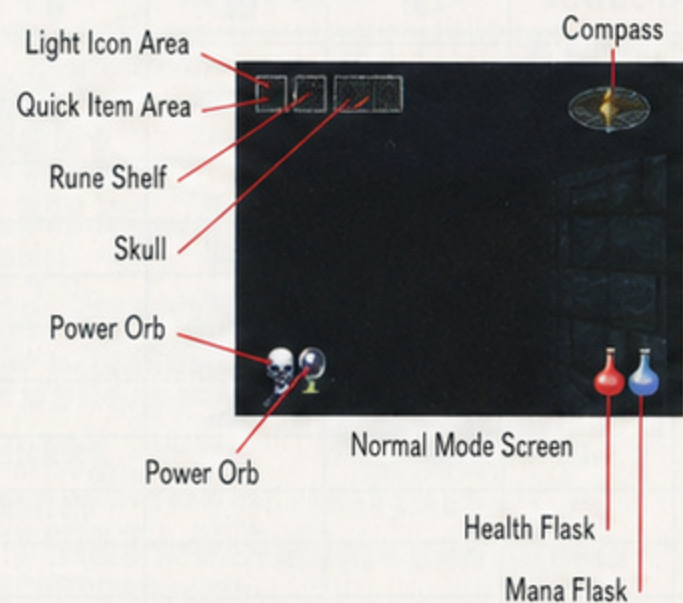 Compass
Light Icon Area
Quick Item Area
Rune Shelf
Skull
Power Orb
Power Orb
Normal Mode Screen
Health Flask
Mana Flask